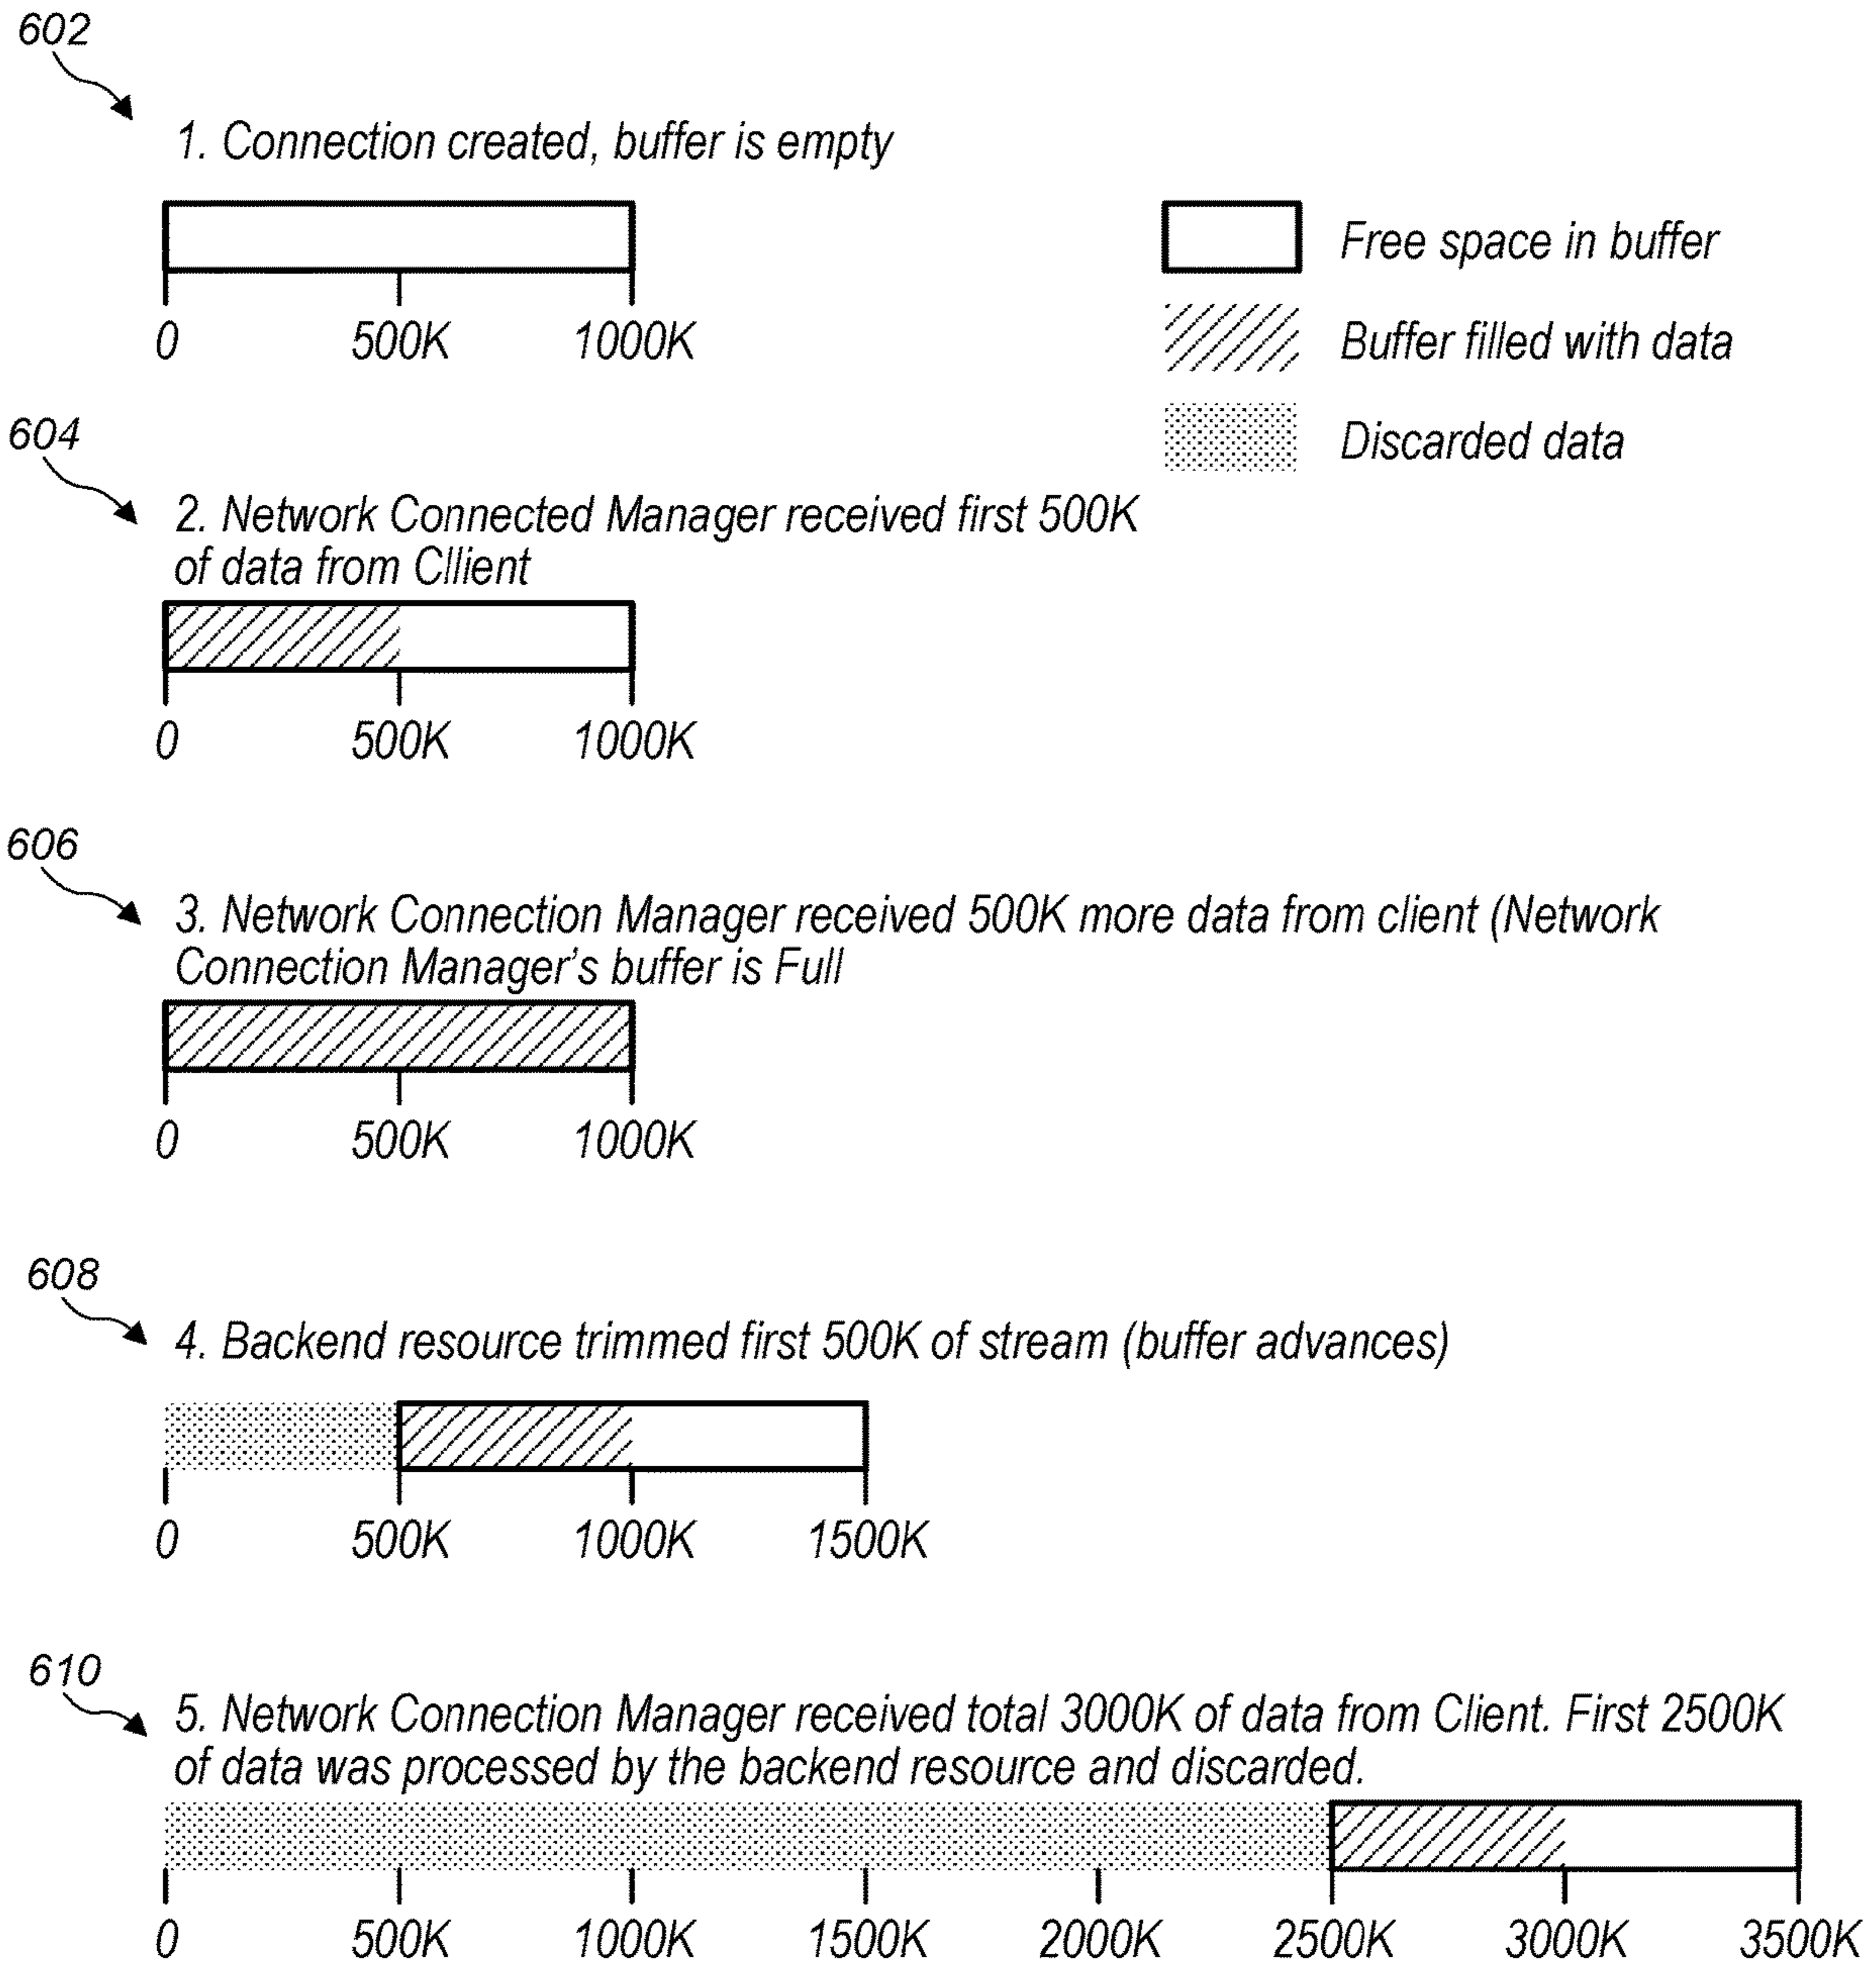 602
1. Connection created, buffer is empty
0 500K 1000K
Free space in buffer
Buffer filled with data
Discarded data
604
2. Network Connected Manager received first 500K
of data from Cllient
0 500K 1000K
606
3. Network Connection Manager received 500K more data from client (Network
Connection Manager's buffer is Full
0 500K 1000K
608
4. Backend resource trimmed first 500K of stream (buffer advances)
0 500K 1000K 1500K
610
5. Network Connection Manager received total 3000K of data from Client. First 2500K
of data was processed by the backend resource and discarded.
0 500K 1000K 1500K 2000K 2500K 3000K 3500K